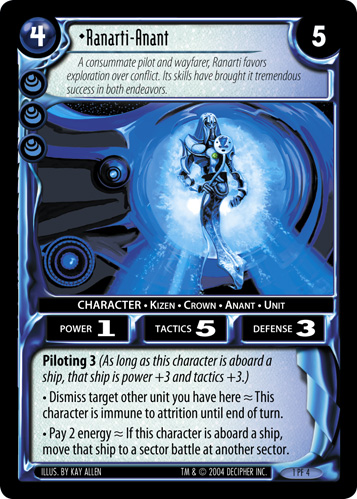 4
•Ranarti-Anant
5
A consummate pilot and wayfarer, Ranarti favors
exploration over conflict. Its skills have brought it tremendous
success in both endeavors.
CHARACTER • KIZEN • CROWN • ANANT • UNIT
POWER 1 TACTICS 5 DEFENSE 3
Piloting 3 (As long as this character is aboard a
ship, that ship is power +3 and tactics +3.)
• Dismiss target other unit you have here ≈ This
character is immune to attrition until end of turn.
• Pay 2 energy ≈ If this character is aboard a ship,
move that ship to a sector battle at another sector.
ILLUS. BY KAY ALLEN TM & © 2004 DECIPHER INC. 1 PF 4